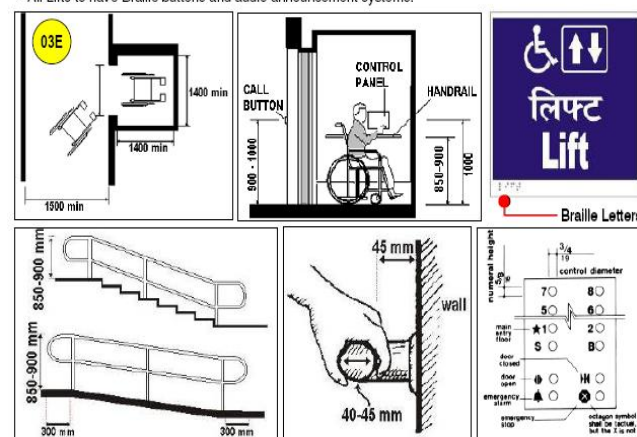 All Lifts to have Braille buttons and audio announcement systems.
03E
1400 min
1400 min
1500 min
CALL BUTTON
CONTROL PANEL
HANDRAIL
900 - 1000
850-900
1000
लिफ्ट
Lift
Braille Letters
850-900 mm
850-900 mm
300 mm
300 mm
45 mm
wall
40-45 mm
numeral height
5/8
3/4
19
control diameter
7 8
5 6
main entry floor
★1 2
S B
door closed
door open
emergency alarm
emergency stop
octagon symbol
shall be tactual
but the X is not